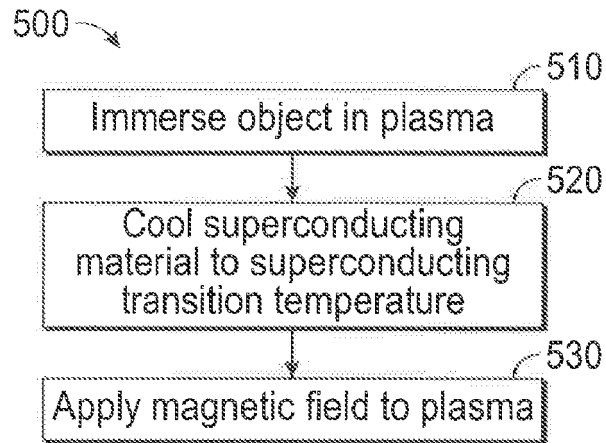 500
510
Immerse object in plasma
520
Cool superconducting
material to superconducting
transition temperature
530
Apply magnetic field to plasma